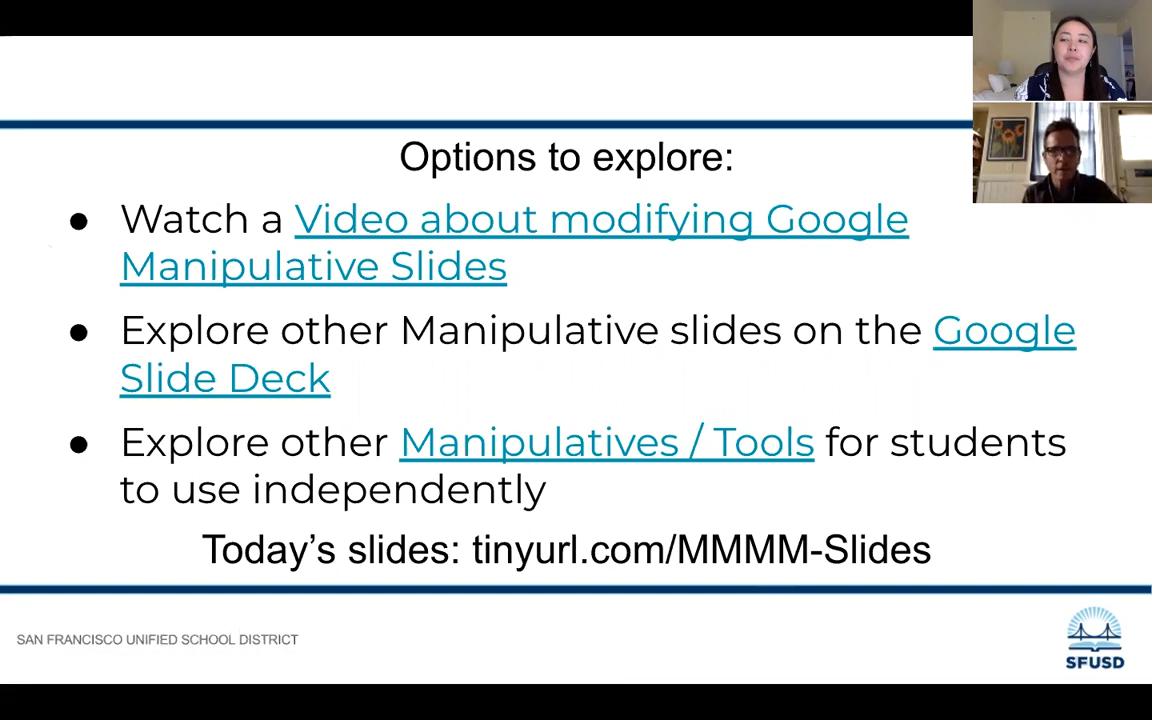 Options to explore:
● Watch a Video about modifying Google
Manipulative Slides
● Explore other Manipulative slides on the Google
Slide Deck
● Explore other Manipulatives / Tools for students
to use independently
Today’s slides: tinyurl.com/MMMM-Slides
SAN FRANCISCO UNIFIED SCHOOL DISTRICT
SFUSD